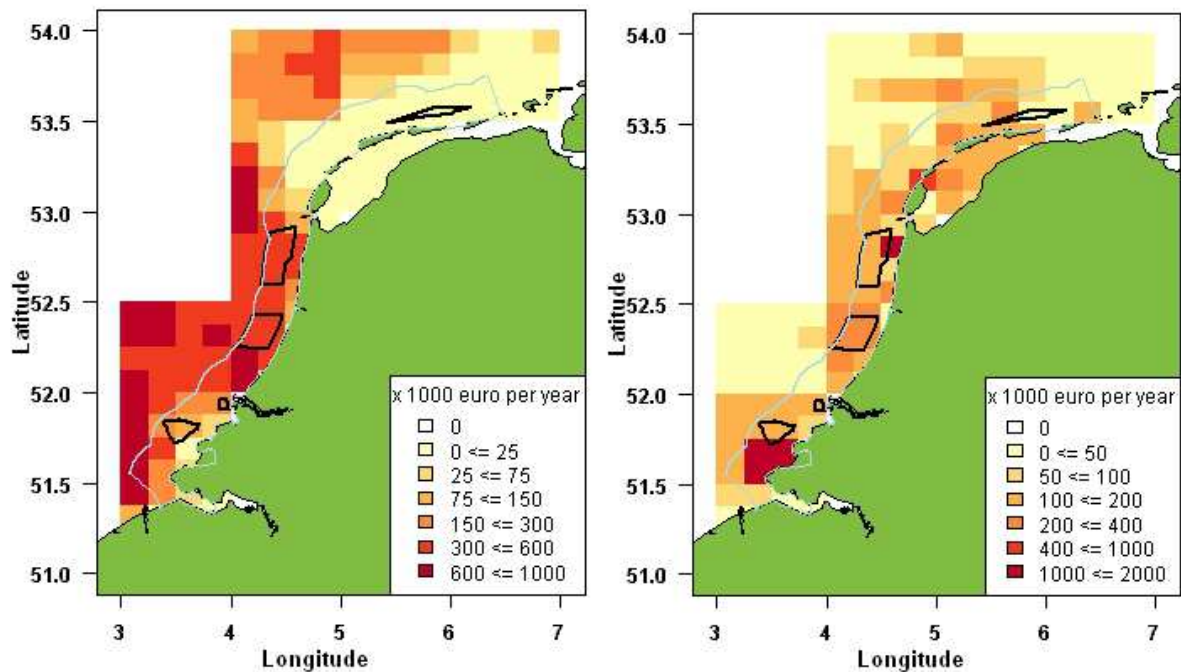 54.0
53.5
53.0
52.5
52.0
51.5
51.0
Latitude
3 4 5 6 7
Longitude
x 1000 euro per year
0
0 <= 25
25 <= 75
75 <= 150
150 <= 300
300 <= 600
600 <= 1000
54.0
53.5
53.0
52.5
52.0
51.5
51.0
Latitude
3 4 5 6 7
Longitude
x 1000 euro per year
0
0 <= 50
50 <= 100
100 <= 200
200 <= 400
400 <= 1000
1000 <= 2000